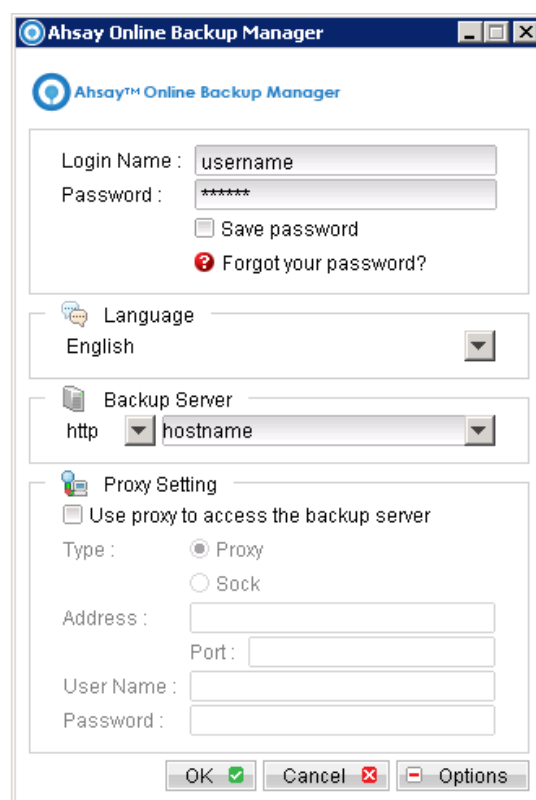 Ahsay Online Backup Manager
Ahsay™ Online Backup Manager
Login Name : username
Password : ******
Save password
Forgot your password?
Language
English
Backup Server
http hostname
Proxy Setting
Use proxy to access the backup server
Type : Proxy
Sock
Address :
Port :
User Name :
Password :
OK Cancel Options